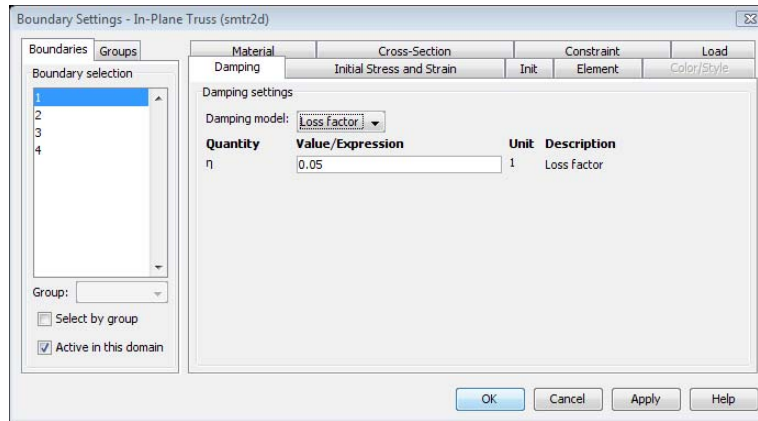 Boundary Settings - In-Plane Truss (smtr2d)
Boundaries Groups
Boundary selection
1
2
3
4
Group:
Select by group
Active in this domain
Material Cross-Section Constraint Load
Damping Initial Stress and Strain Init Element Color/Style
Damping settings
Damping model: Loss factor
Quantity Value/Expression Unit Description
η 0.05 1 Loss factor
OK Cancel Apply Help